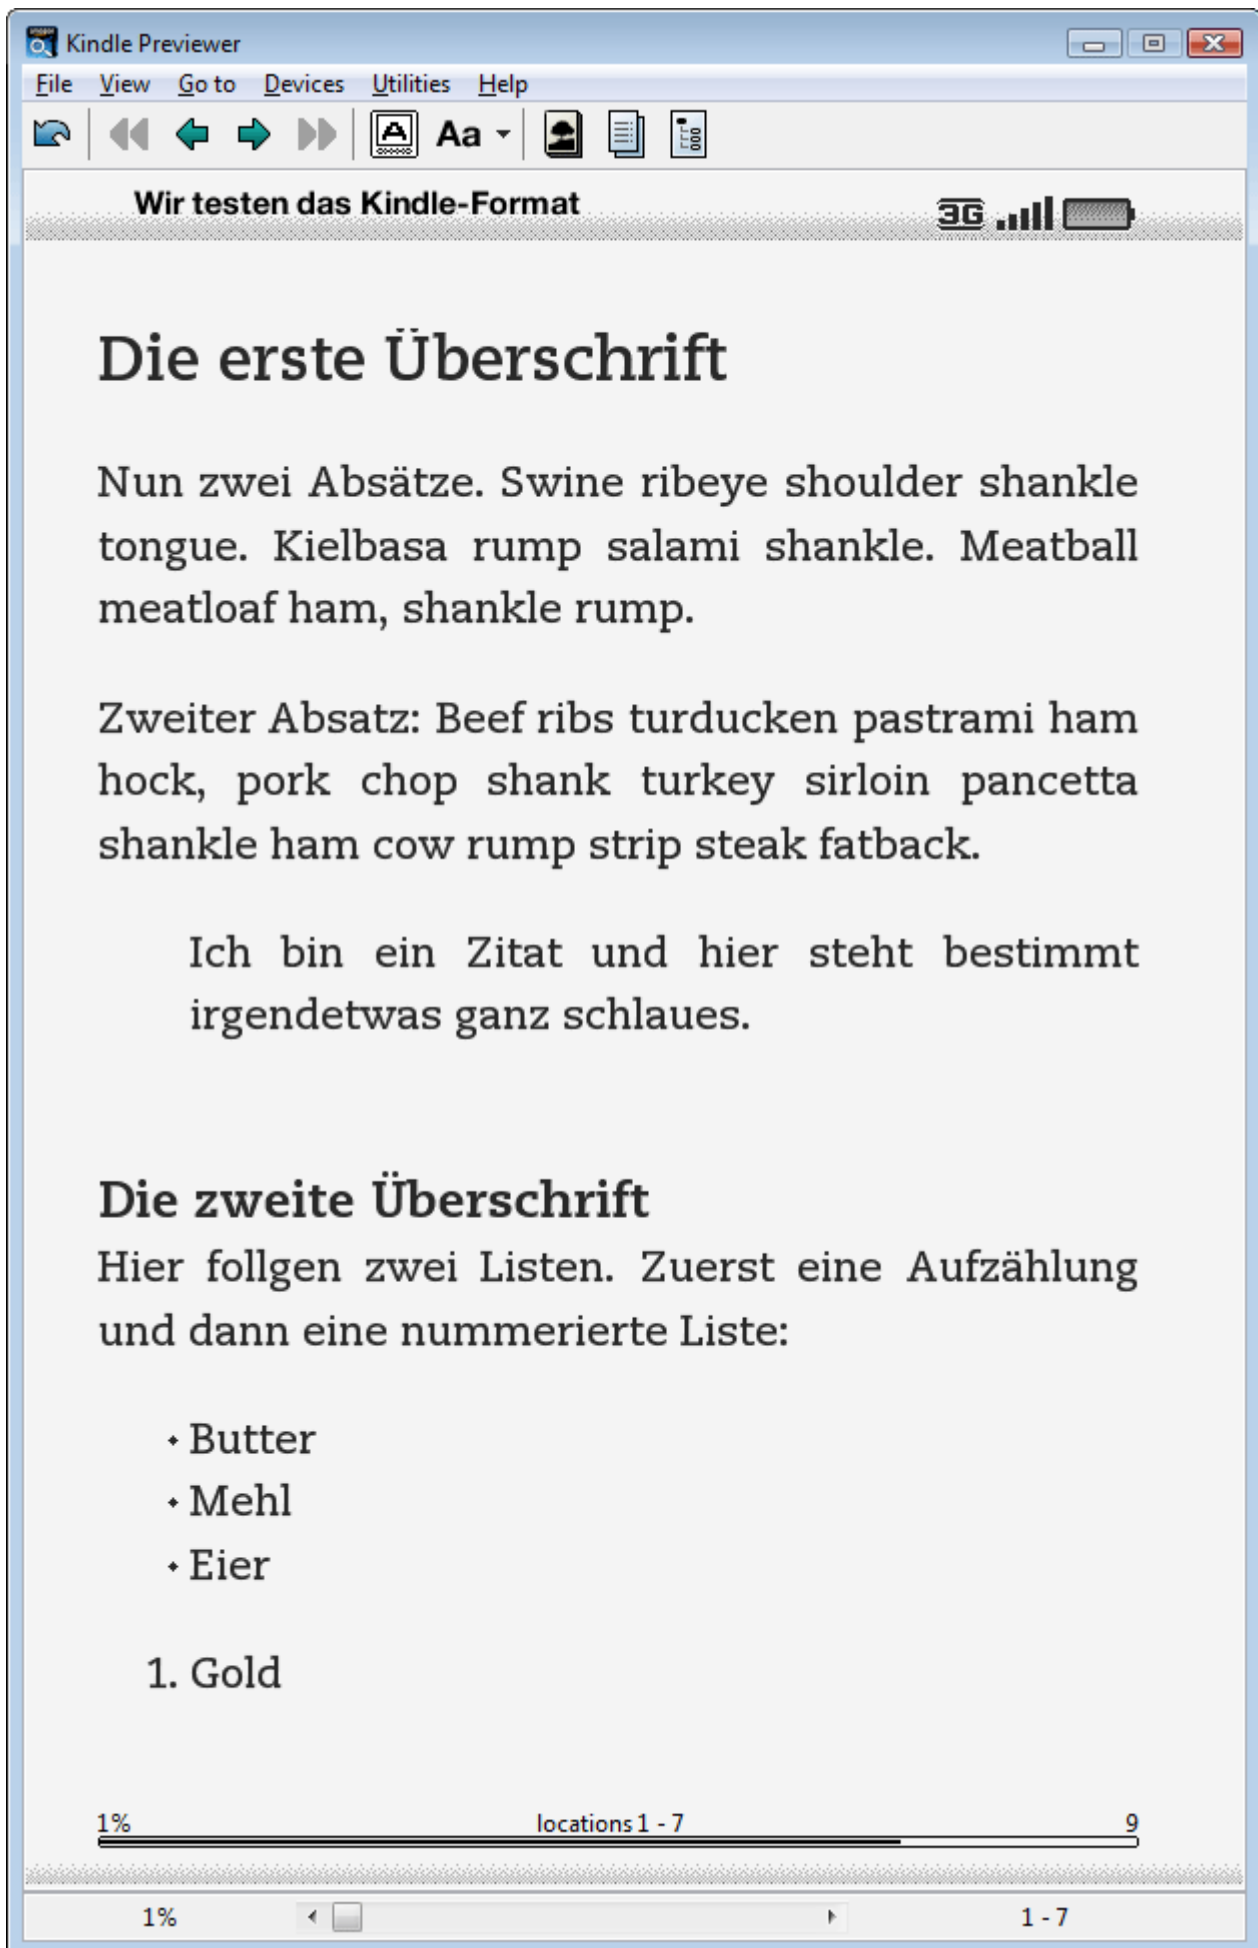 Kindle Previewer
File View Go to Devices Utilities Help
A Aa
Wir testen das Kindle-Format
3G
Die erste Überschrift
Nun zwei Absätze. Swine ribeye shoulder shankle
tongue. Kielbasa rump salami shankle. Meatball
meatloaf ham, shankle rump.
Zweiter Absatz: Beef ribs turducken pastrami ham
hock, pork chop shank turkey sirloin pancetta
shankle ham cow rump strip steak fatback.
Ich bin ein Zitat und hier steht bestimmt
irgendetwas ganz schlaues.
Die zweite Überschrift
Hier follgen zwei Listen. Zuerst eine Aufzählung
und dann eine nummerierte Liste:
• Butter
• Mehl
• Eier
1. Gold
1% locations 1 - 7 9
1% 1 - 7